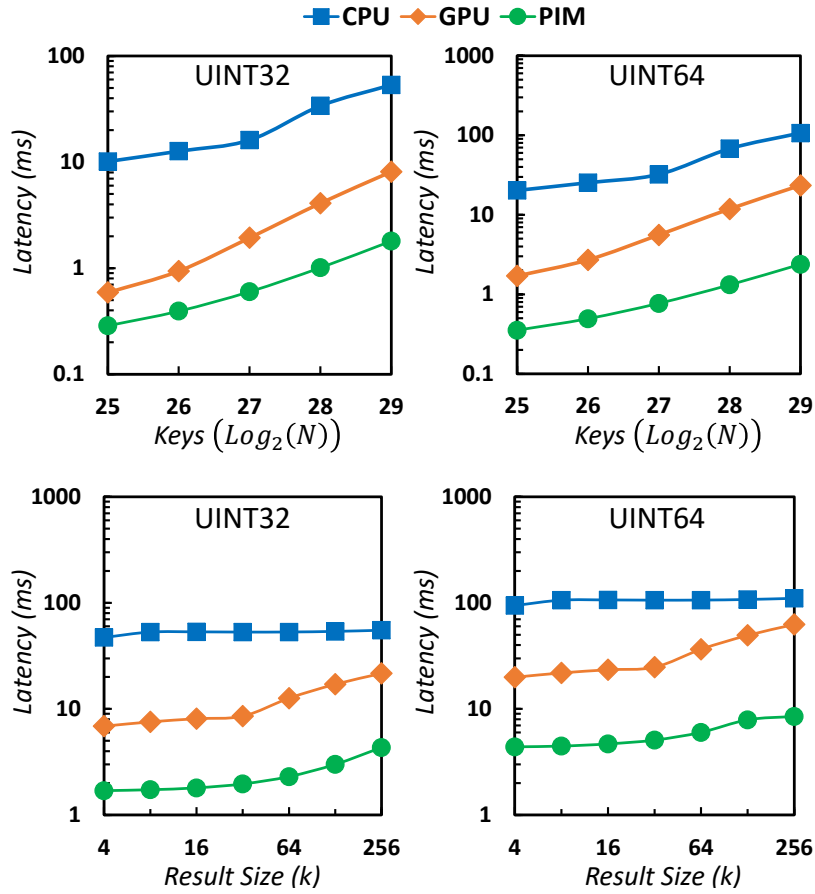 CPU GPU PIM
UINT32
100
10
1
0.1
Latency (ms)
25 26 27 28 29
Keys (Log₂(N))
UINT64
1000
100
10
1
0.1
Latency (ms)
25 26 27 28 29
Keys (Log₂(N))
UINT32
1000
100
10
1
Latency (ms)
4 16 64 256
Result Size (k)
UINT64
1000
100
10
1
Latency (ms)
4 16 64 256
Result Size (k)